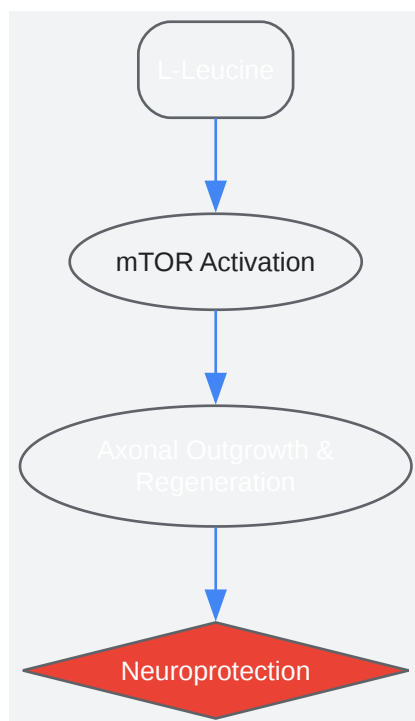 L-Leucine
mTOR Activation
Axonal Outgrowth &
Regeneration
Neuroprotection